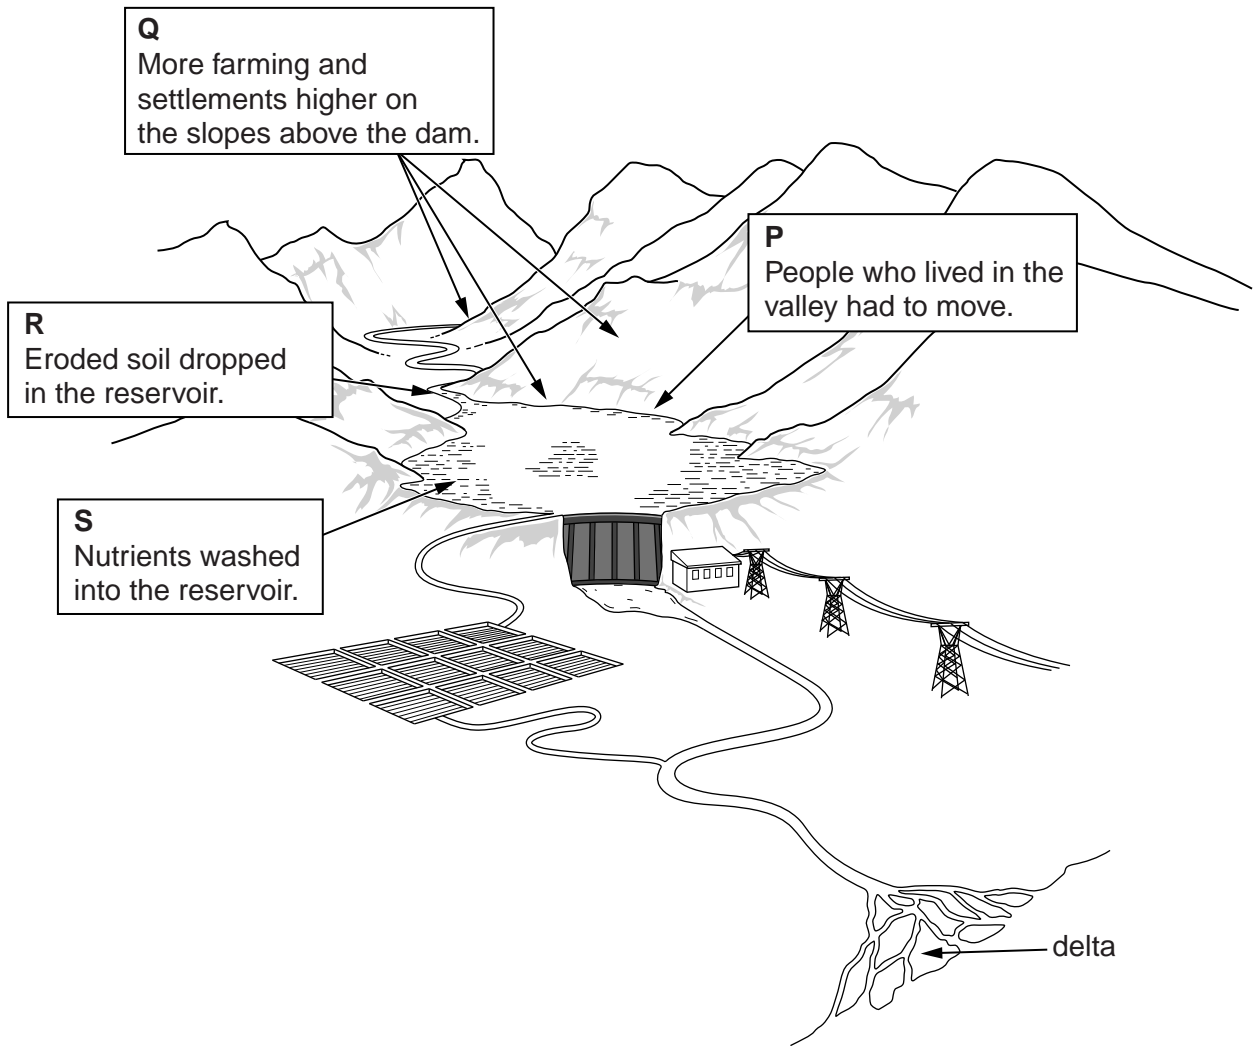 Q
More farming and
settlements higher on
the slopes above the dam.
P
People who lived in the
valley had to move.
R
Eroded soil dropped
in the reservoir.
S
Nutrients washed
into the reservoir.
delta